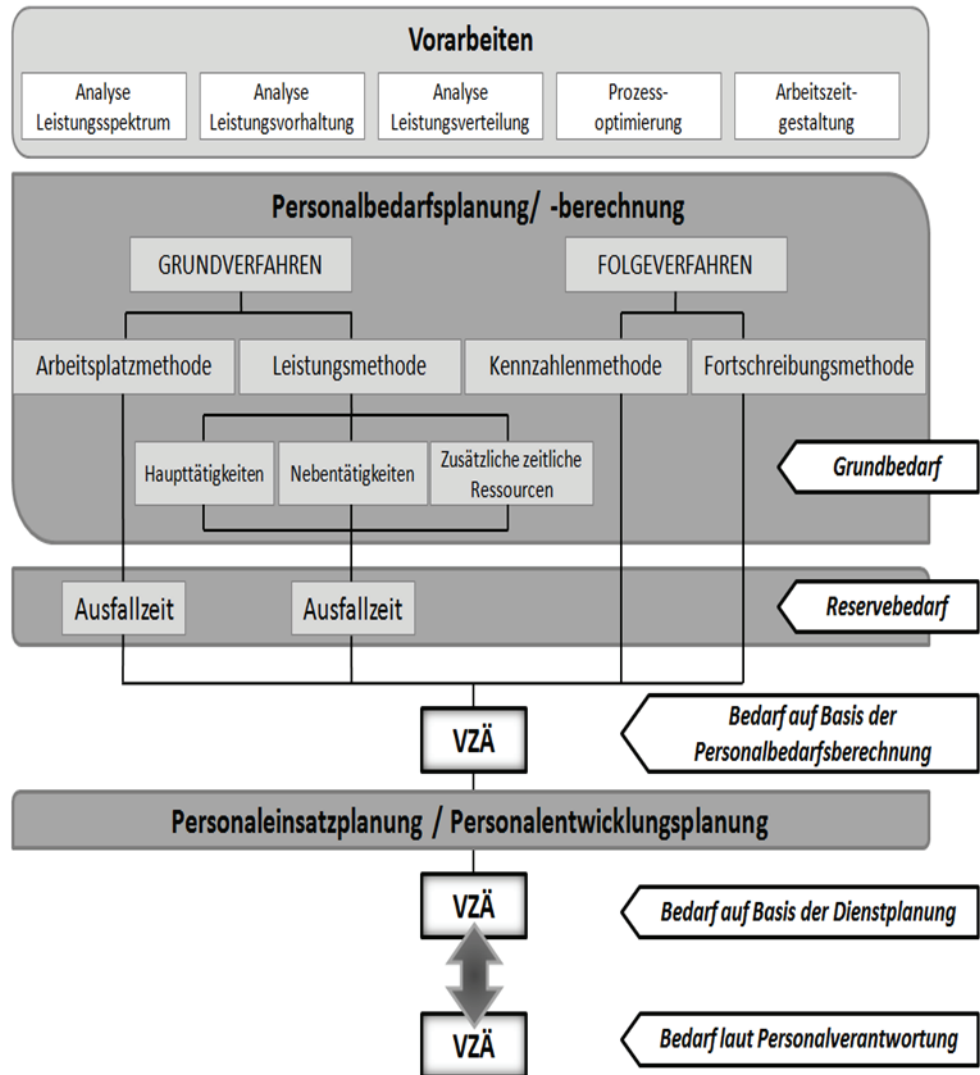 Vorarbeiten
Analyse
Leistungsspektrum
Analyse
Leistungsvorhaltung
Analyse
Leistungsverteilung
Prozess-
optimierung
Arbeitszeit-
gestaltung
Personalbedarfsplanung/ -berechnung
GRUNDVERFAHREN
FOLGEVERFAHREN
Arbeitsplatzmethode
Leistungsmethode
Kennzahlenmethode
Fortschreibungsmethode
Haupttätigkeiten
Nebentätigkeiten
Zusätzliche zeitliche
Ressourcen
Grundbedarf
Ausfallzeit
Ausfallzeit
Reservebedarf
VZÄ
Bedarf auf Basis der
Personalbedarfsberechnung
Personaleinsatzplanung / Personalentwicklungsplanung
VZÄ
Bedarf auf Basis der Dienstplanung
VZÄ
Bedarf laut Personalverantwortung